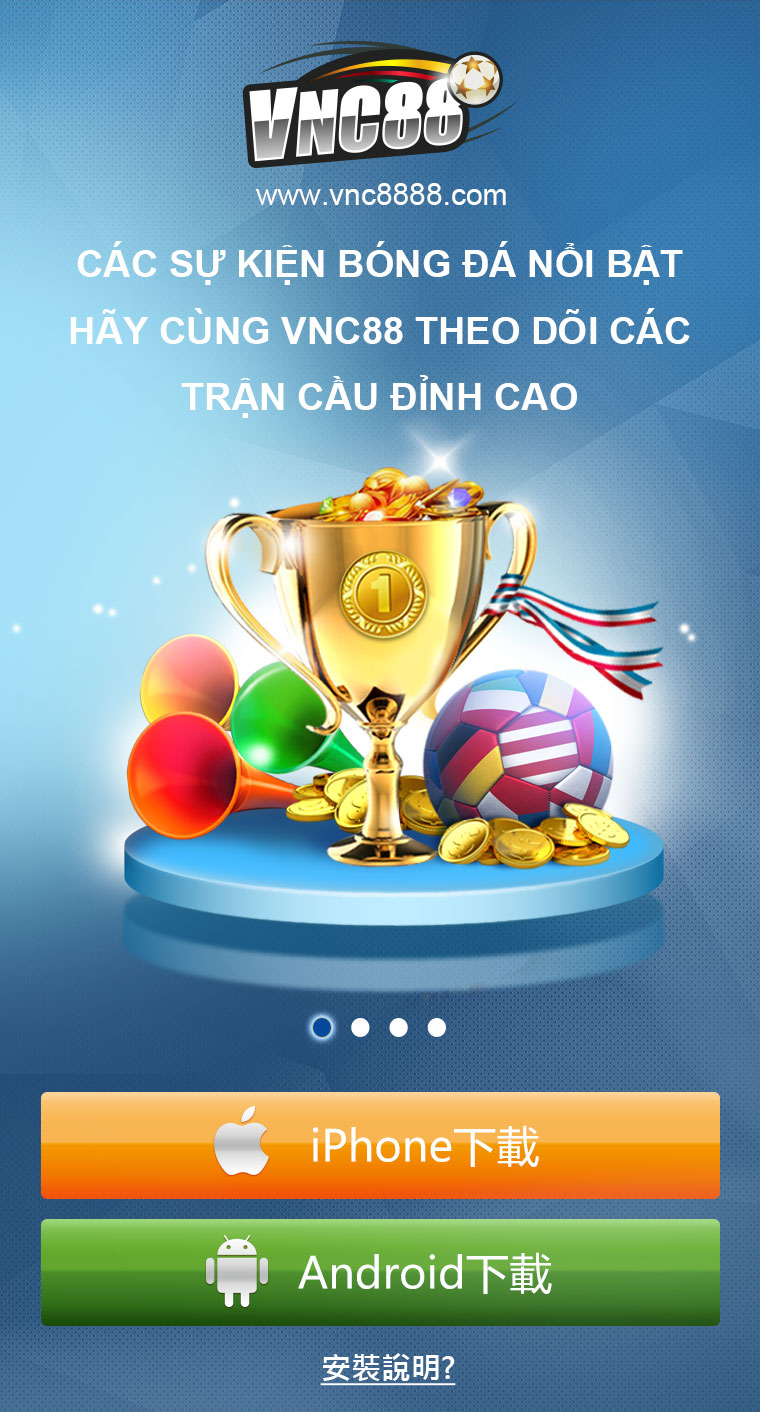 VNC88
www.vnc8888.com
CÁC SỰ KIỆN BÓNG ĐÁ NỔI BẬT
HÃY CÙNG VNC88 THEO DÕI CÁC
TRẬN CẦU ĐỈNH CAO
1
iPhone下載
Android下載
安裝說明?